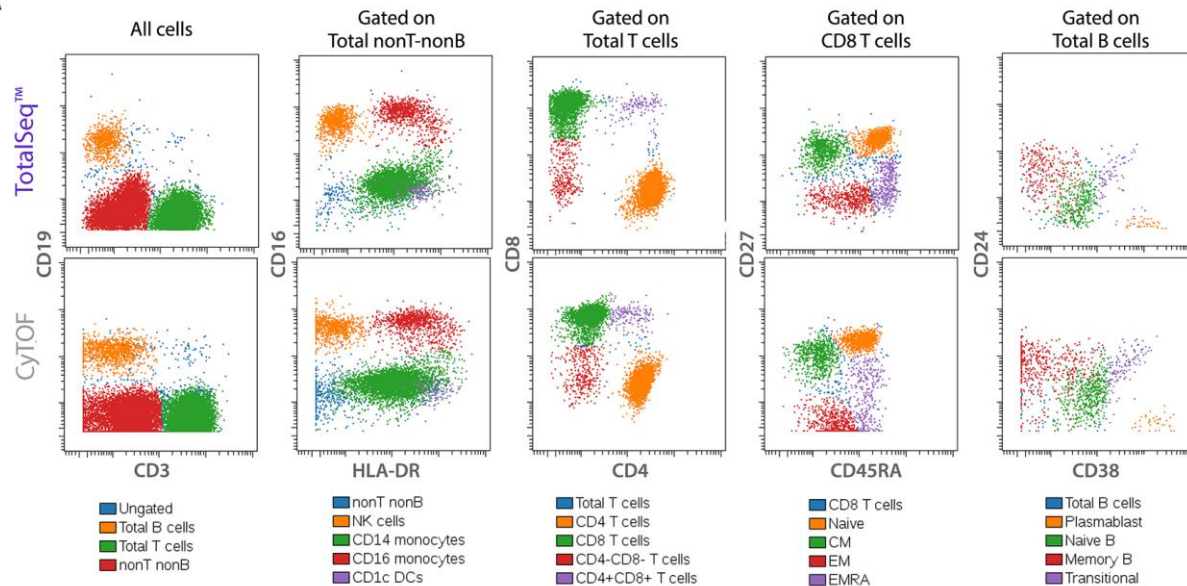 All cells
Gated on
Total nonT-nonB
Gated on
Total T cells
Gated on
CD8 T cells
Gated on
Total B cells
TotalSeq™
CD19
CD16
CD8
CD27
CD24
CyTOF
CD3
HLA-DR
CD4
CD45RA
CD38
Ungated
Total B cells
Total T cells
nonT nonB
nonT nonB
NK cells
CD14 monocytes
CD16 monocytes
CD1c DCs
Total T cells
CD4 T cells
CD8 T cells
CD4-CD8- T cells
CD4+CD8+ T cells
CD8 T cells
Naive
CM
EM
EMRA
Total B cells
Plasmablast
Naive B
Memory B
Transitional